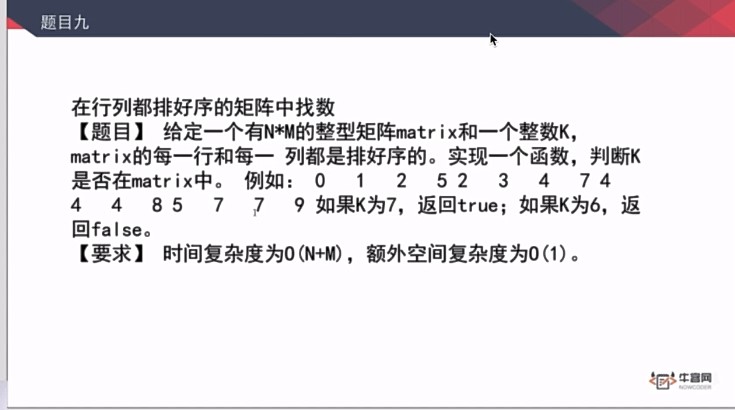 题目九
在行列都排好序的矩阵中找数
【题目】 给定一个有N*M的整型矩阵matrix和一个整数K,
matrix的每一行和每一 列都是排好序的。实现一个函数，判断K
是否在matrix中。 例如： 0 1 2 5 2 3 4 7 4
4 4 8 5 7 7 9 如果K为7，返回true；如果K为6，返
回false。
【要求】 时间复杂度为O(N+M)，额外空间复杂度为O(1)。
牛客网
NOWCODER